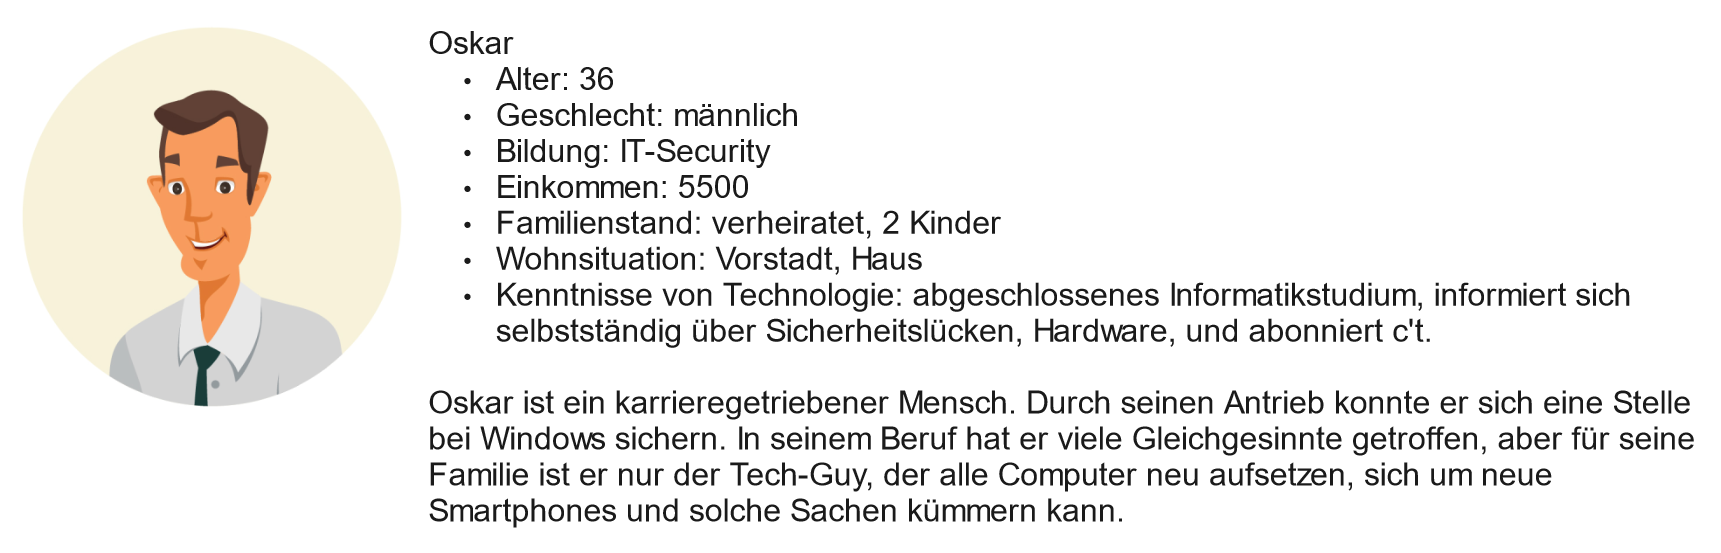 Oskar
• Alter: 36
• Geschlecht: männlich
• Bildung: IT-Security
• Einkommen: 5500
• Familienstand: verheiratet, 2 Kinder
• Wohnsituation: Vorstadt, Haus
• Kenntnisse von Technologie: abgeschlossenes Informatikstudium, informiert sich
selbstständig über Sicherheitslücken, Hardware, und abonniert c't.
Oskar ist ein karrieregetriebener Mensch. Durch seinen Antrieb konnte er sich eine Stelle
bei Windows sichern. In seinem Beruf hat er viele Gleichgesinnte getroffen, aber für seine
Familie ist er nur der Tech-Guy, der alle Computer neu aufsetzen, sich um neue
Smartphones und solche Sachen kümmern kann.